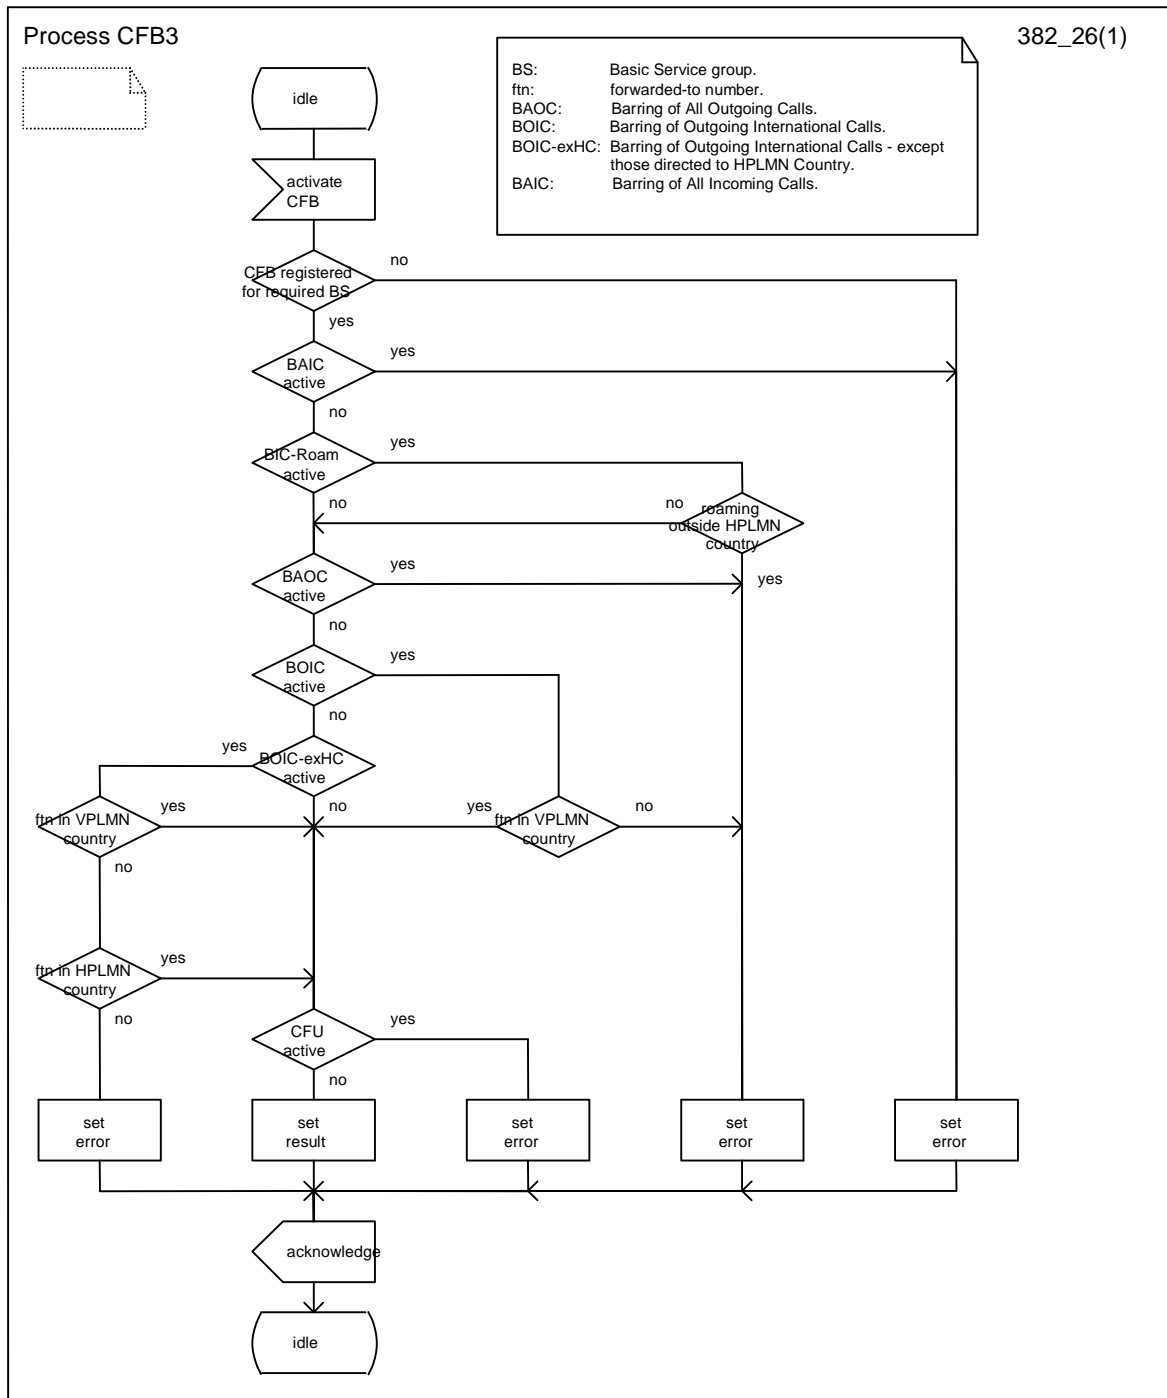 Process CFB3
382_26(1)
BS: Basic Service group.
ftn: forwarded-to number.
BAOC: Barring of All Outgoing Calls.
BOIC: Barring of Outgoing International Calls.
BOIC-exHC: Barring of Outgoing International Calls - except
those directed to HPLMN Country.
BAIC: Barring of All Incoming Calls.
idle
activate
CFB
CFB registered
for required BS
no
yes
BAIC
active
yes
no
BIC-Roam
active
yes
no
no
roaming
outside HPLMN
country
yes
BAOC
active
yes
no
BOIC
active
yes
no
yes
BOIC-exHC
active
no
ftn in VPLMN
country
yes
no
yes
ftn in VPLMN
country
no
ftn in HPLMN
country
yes
no
CFU
active
yes
no
set
error
set
result
set
error
set
error
set
error
acknowledge
idle